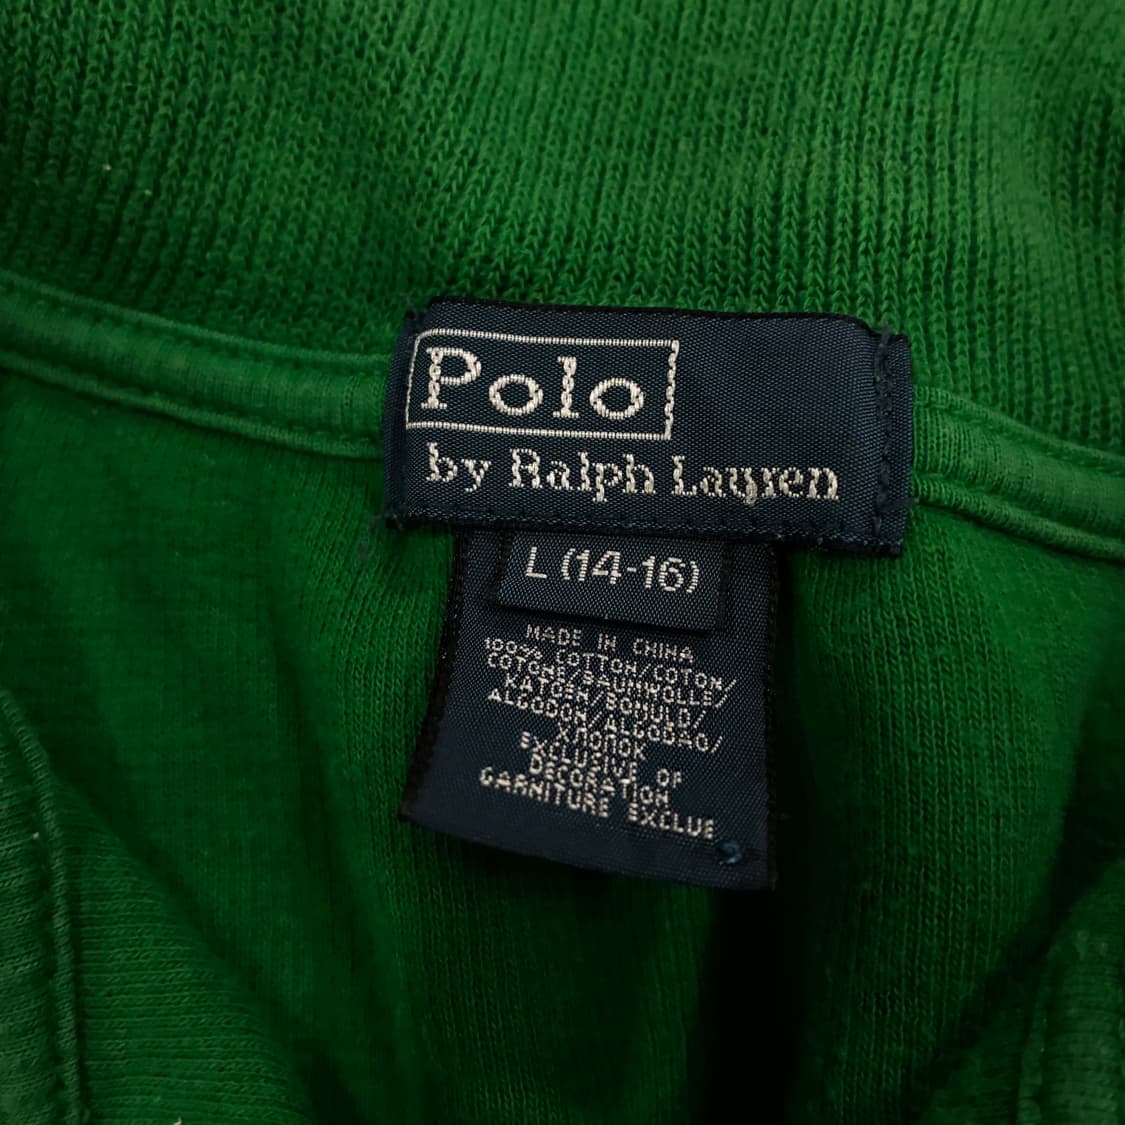 Polo
by Ralph Lauren
L (14-16)
MADE IN CHINA
100% COTTON/COTON/
COTONE/BAUMWOLLE/
KATOEN/BOMULD/
ALGODON/ALGODAO/
ХЛОПОК
EXCLUSIVE OF
DECORATION
GARNITURE EXCLUE